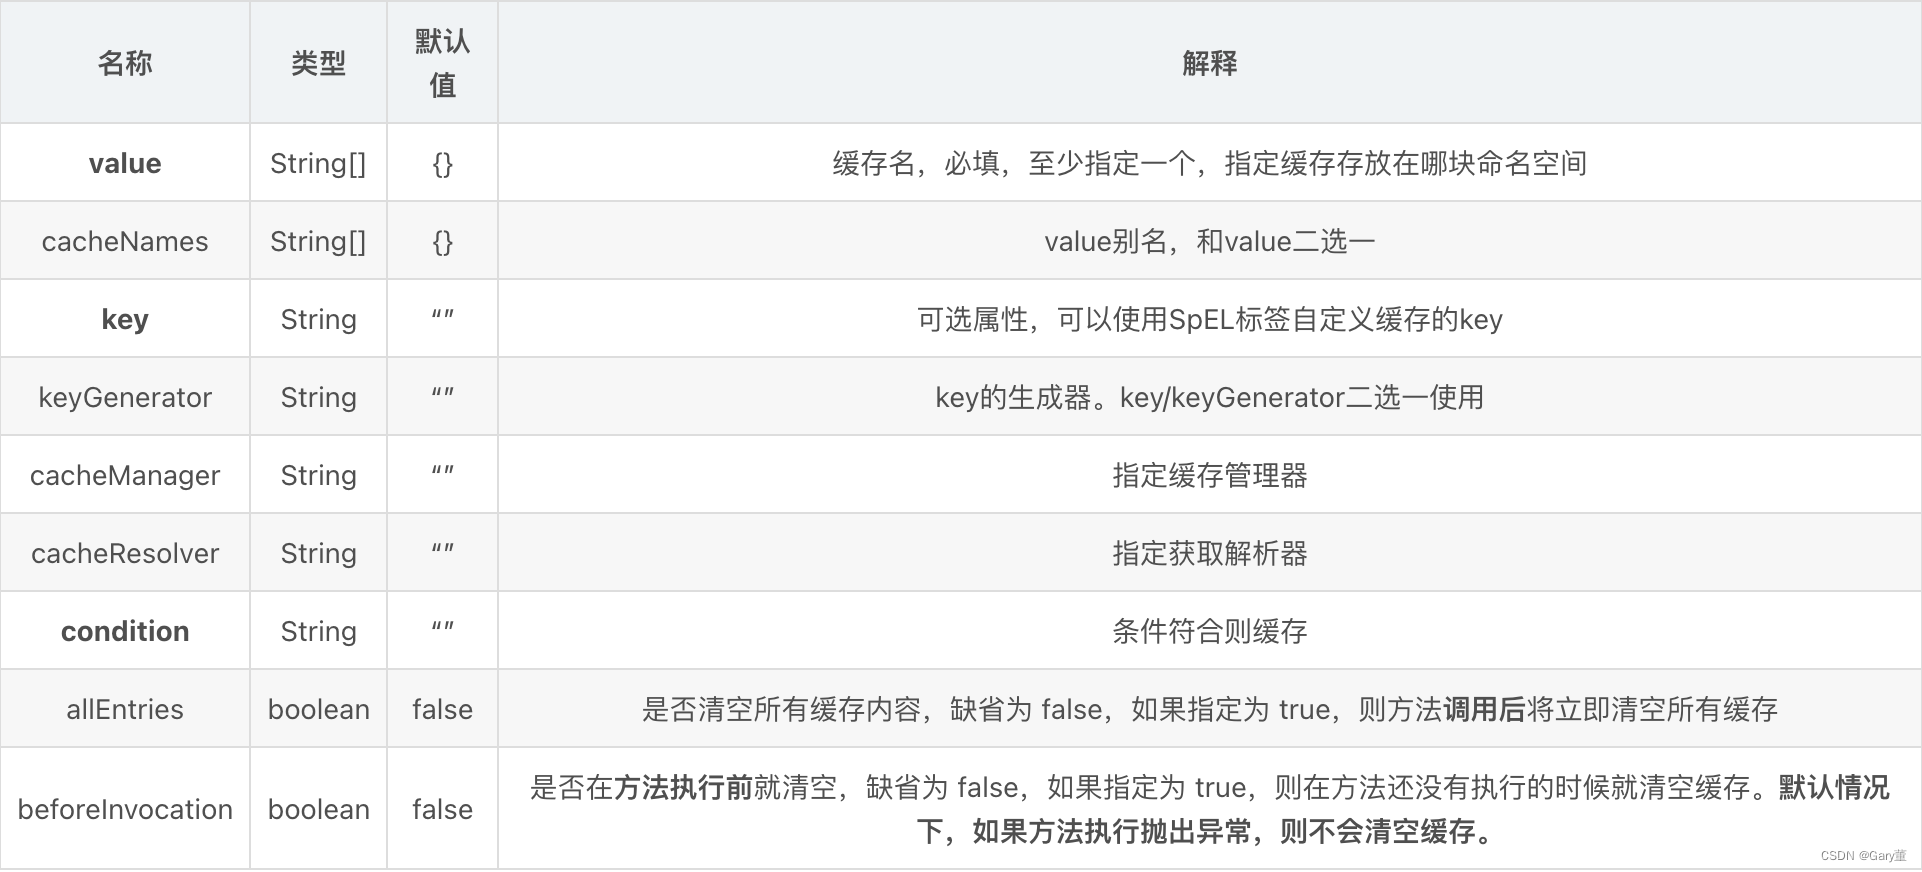 名称 类型 默认值 解释
value String[] {} 缓存名，必填，至少指定一个，指定缓存存放在哪块命名空间
cacheNames String[] {} value别名，和value二选一
key String “” 可选属性，可以使用SpEL标签自定义缓存的key
keyGenerator String “” key的生成器。key/keyGenerator二选一使用
cacheManager String “” 指定缓存管理器
cacheResolver String “” 指定获取解析器
condition String “” 条件符合则缓存
allEntries boolean false 是否清空所有缓存内容，缺省为 false，如果指定为 true，则方法调用后将立即清空所有缓存
beforeInvocation boolean false 是否在方法执行前就清空，缺省为 false，如果指定为 true，则在方法还没有执行的时候就清空缓存。默认情况
下，如果方法执行抛出异常，则不会清空缓存。
CSDN @Gary董